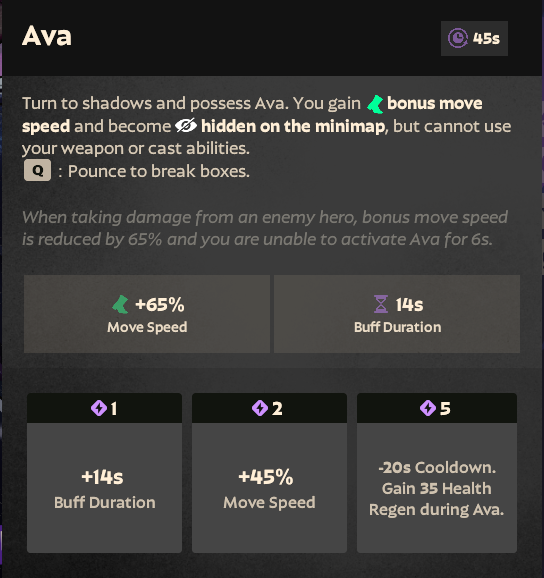 Ava
45s
Turn to shadows and possess Ava. You gain bonus move
speed and become hidden on the minimap, but cannot use
your weapon or cast abilities.
Q : Pounce to break boxes.
When taking damage from an enemy hero, bonus move speed
is reduced by 65% and you are unable to activate Ava for 6s.
+65%
Move Speed
14s
Buff Duration
1
+14s
Buff Duration
2
+45%
Move Speed
5
-20s Cooldown.
Gain 35 Health
Regen during Ava.